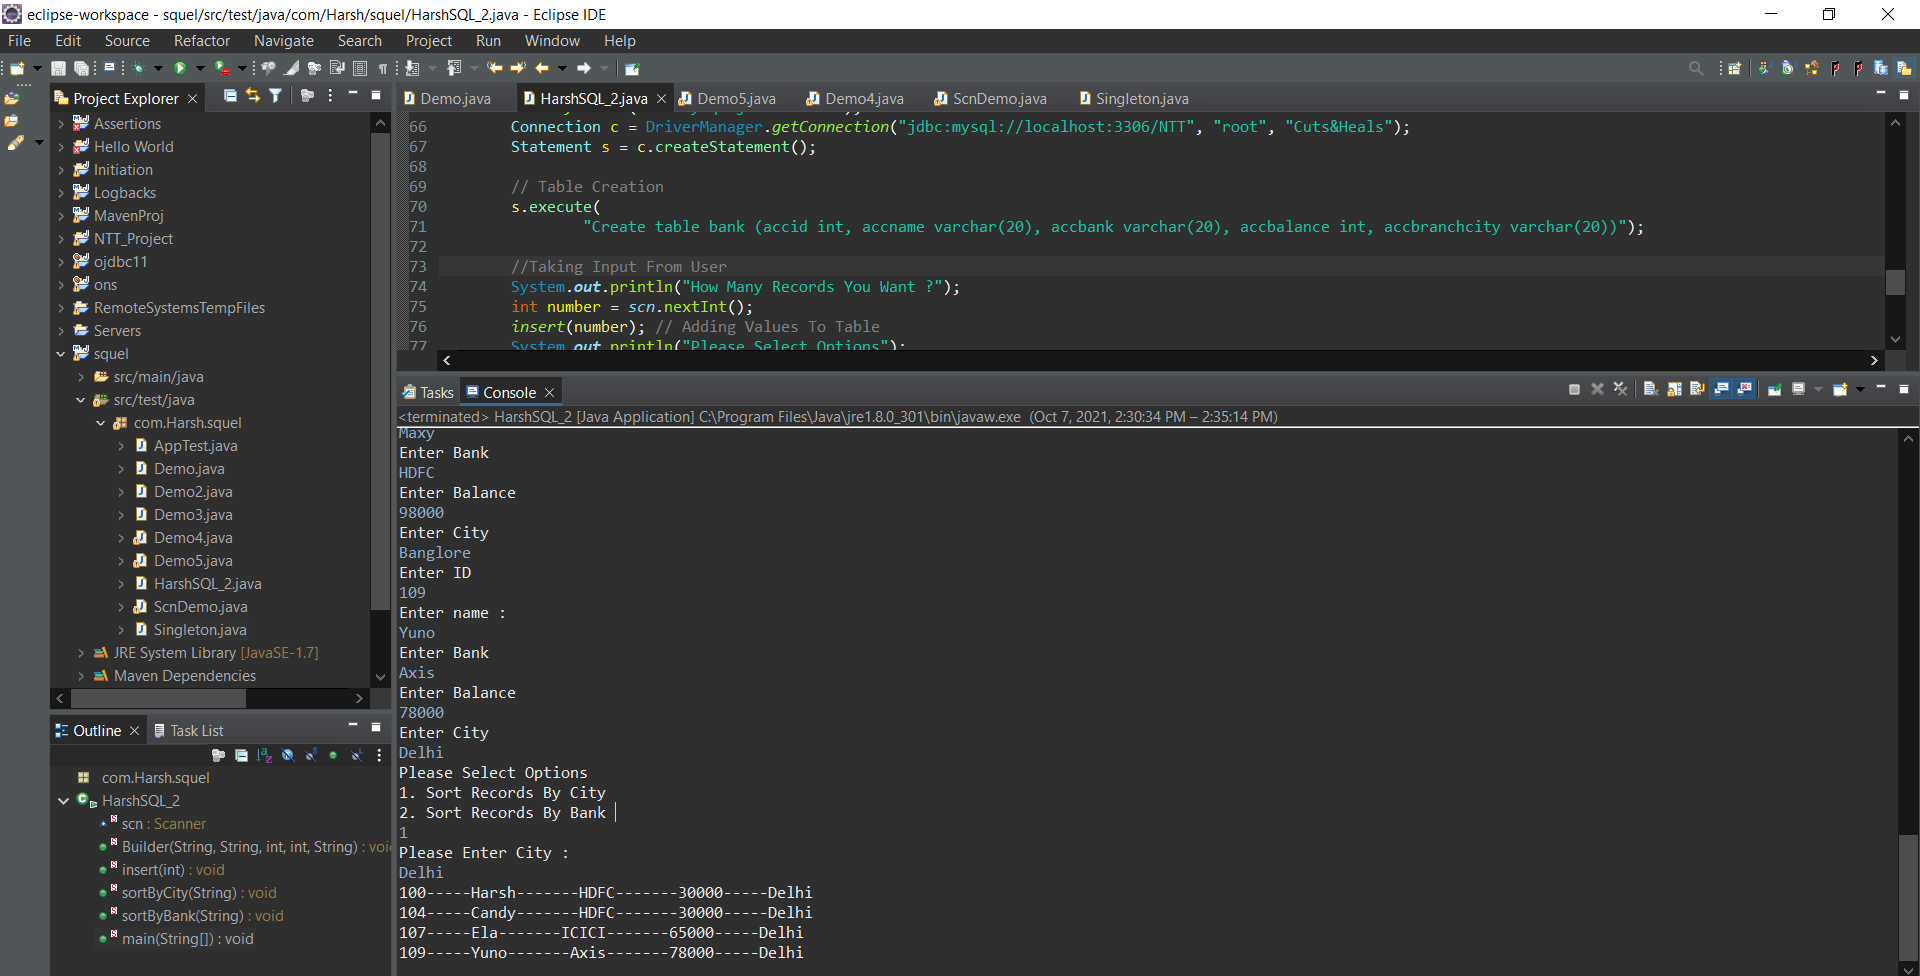 eclipse-workspace - squel/src/test/java/com/Harsh/squel/HarshSQL_2.java - Eclipse IDE
File Edit Source Refactor Navigate Search Project Run Window Help
Project Explorer
Assertions
Hello World
Initiation
Logbacks
MavenProj
NTT_Project
ojdbc11
ons
RemoteSystemsTempFiles
Servers
squel
src/main/java
src/test/java
com.Harsh.squel
AppTest.java
Demo.java
Demo2.java
Demo3.java
Demo4.java
Demo5.java
HarshSQL_2.java
ScnDemo.java
Singleton.java
JRE System Library [JavaSE-1.7]
Maven Dependencies
Outline Task List
com.Harsh.squel
HarshSQL_2
scn : Scanner
Builder(String, String, int, int, String) : voi
insert(int) : void
sortByCity(String) : void
sortByBank(String) : void
main(String[]) : void
Demo.java HarshSQL_2.java Demo5.java Demo4.java ScnDemo.java Singleton.java
66 Connection c = DriverManager.getConnection("jdbc:mysql://localhost:3306/NTT", "root", "Cuts&Heals");
67 Statement s = c.createStatement();
68
69 // Table Creation
70 s.execute(
71 "Create table bank (accid int, accname varchar(20), accbank varchar(20), accbalance int, accbranchcity varchar(20))");
72
73 //Taking Input From User
74 System.out.println("How Many Records You Want ?");
75 int number = scn.nextInt();
76 insert(number); // Adding Values To Table
77 System.out.println("Please Select Options");
Tasks Console
<terminated> HarshSQL_2 [Java Application] C:\Program Files\Java\jre1.8.0_301\bin\javaw.exe (Oct 7, 2021, 2:30:34 PM – 2:35:14 PM)
Maxy
Enter Bank
HDFC
Enter Balance
98000
Enter City
Banglore
Enter ID
109
Enter name :
Yuno
Enter Bank
Axis
Enter Balance
78000
Enter City
Delhi
Please Select Options
1. Sort Records By City
2. Sort Records By Bank
1
Please Enter City :
Delhi
100-----Harsh-------HDFC-------30000-----Delhi
104-----Candy-------HDFC-------30000-----Delhi
107-----Ela-------ICICI-------65000-----Delhi
109-----Yuno-------Axis-------78000-----Delhi